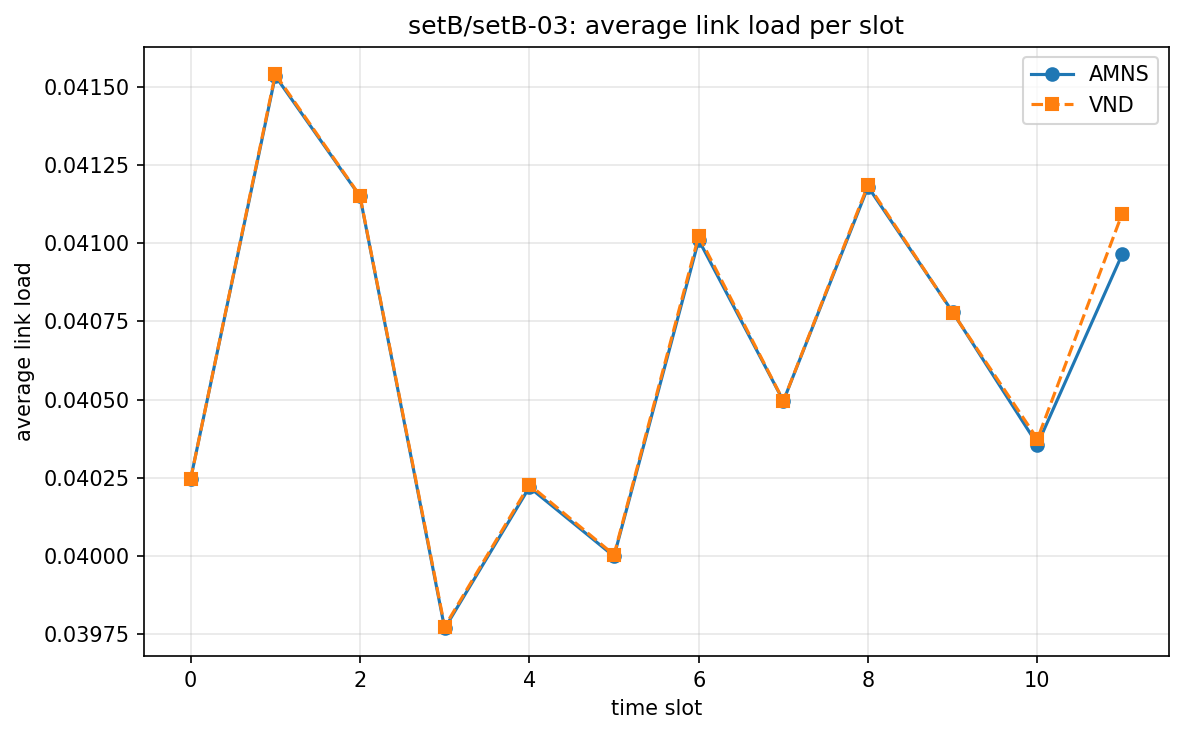 setB/setB-03: average link load per slot
AMNS
VND
0.04150
0.04125
0.04100
0.04075
0.04050
0.04025
0.04000
0.03975
average link load
0 2 4 6 8 10
time slot